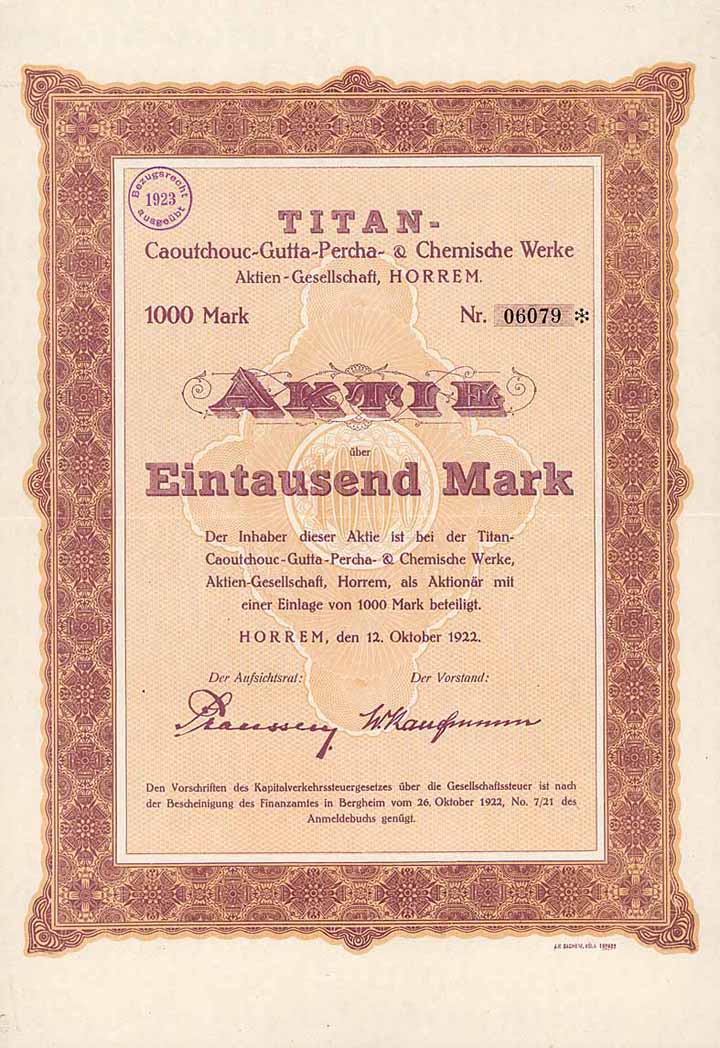 Bezugsrecht
1923
ausgeübt
TITAN-
Caoutchouc-Gutta-Percha- & Chemische Werke
Aktien-Gesellschaft, HORREM.
1000 Mark Nr. 06079 *
AKTIE
über
1000
Eintausend Mark
Der Inhaber dieser Aktie ist bei der Titan-
Caoutchouc-Gutta-Percha- & Chemische Werke,
Aktien-Gesellschaft, Horrem, als Aktionär mit
einer Einlage von 1000 Mark beteiligt.
HORREM, den 12. Oktober 1922.
Der Aufsichtsrat: Der Vorstand:
W. Kaufmann
Den Vorschriften des Kapitalverkehrssteuergesetzes über die Gesellschaftssteuer ist nach
der Bescheinigung des Finanzamtes in Bergheim vom 26. Oktober 1922, No. 7/21 des
Anmeldebuchs genügt.
BACHEM, KÖLN